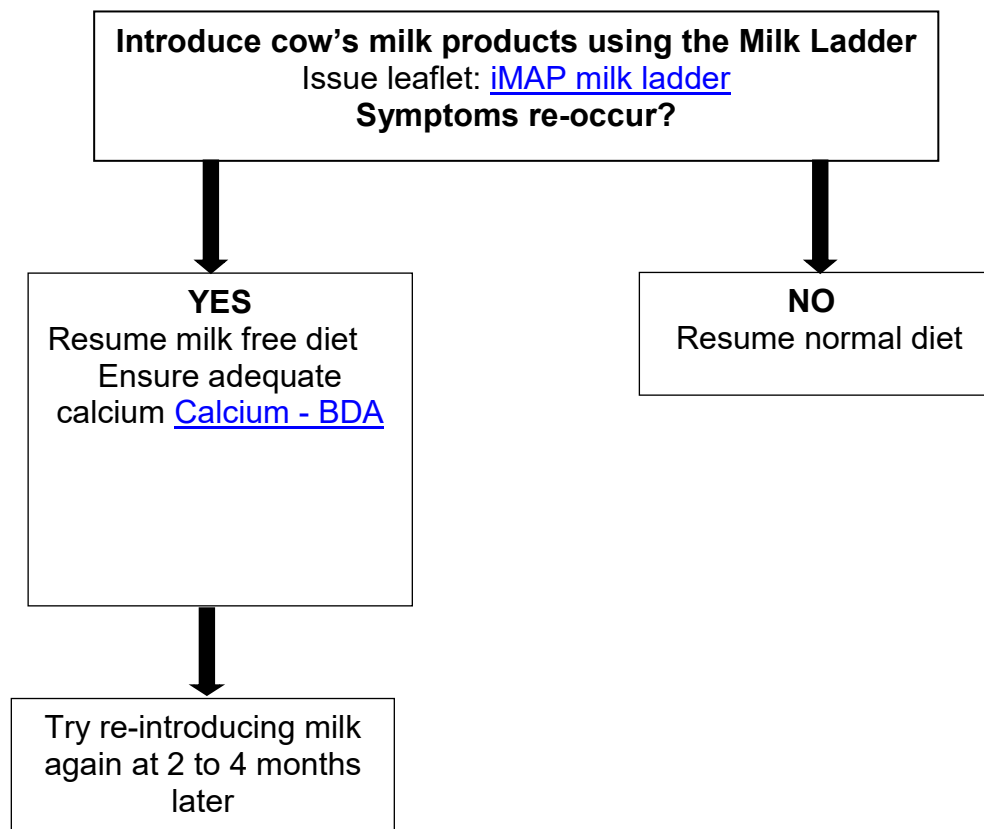 Introduce cow’s milk products using the Milk Ladder
Issue leaflet: iMAP milk ladder
Symptoms re-occur?
YES
Resume milk free diet
Ensure adequate
calcium Calcium - BDA
NO
Resume normal diet
Try re-introducing milk
again at 2 to 4 months
later